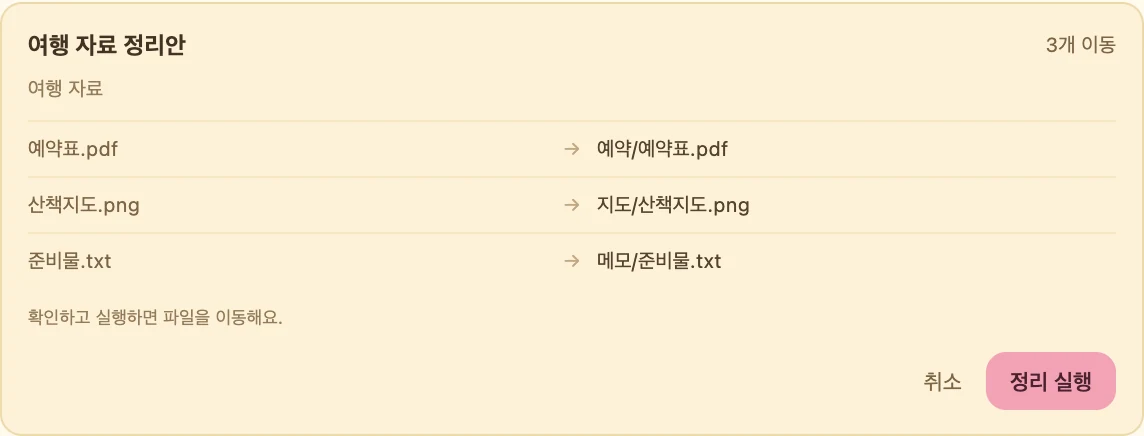 여행 자료 정리안
3개 이동
여행 자료
예약표.pdf → 예약/예약표.pdf
산책지도.png → 지도/산책지도.png
준비물.txt → 메모/준비물.txt
확인하고 실행하면 파일을 이동해요.
취소
정리 실행